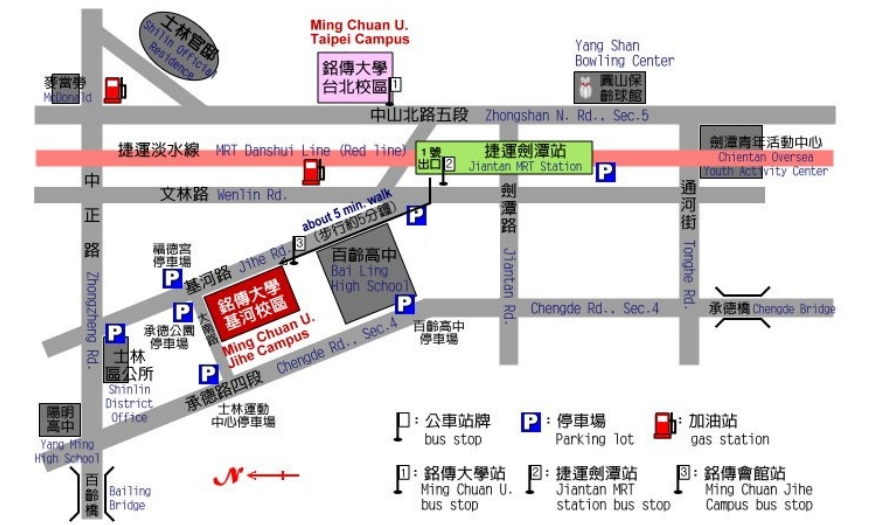 士林官邸
Shilin Official
Residence
Ming Chuan U.
Taipei Campus
銘傳大學
台北校區
1
Yang Shan
Bowling Center
圓山保
齡球館
麥當勞
McDonald
中山北路五段 Zhongshan N. Rd., Sec.5
捷運淡水線 MRT Danshui Line (Red line)
1號
出口
2
捷運劍潭站
Jiantan MRT Station
P
劍潭青年活動中心
Chientan Oversea
Youth Activity Center
文林路 Wenlin Rd.
中正路 Zhongzheng Rd.
劍潭路 Jiantan Rd.
通河街 Tonghe Rd.
about 5 min. walk
(步行約5分鐘)
P
3
基河路 Jihe Rd.
福德宮
停車場
P
百齡高中
Bai Ling
High School
P
百齡高中
停車場
銘傳大學
基河校區
Ming Chuan U.
Jihe Campus
大南路
P
承德公園
停車場
Chengde Rd., Sec.4
承德橋 Chengde Bridge
承德路四段 Chengde Rd., Sec.4
P
士林
區公所
Shinlin
District
Office
P
士林運動
中心停車場
陽明
高中
Yang Ming
High School
百齡橋
Bailing
Bridge
N
: 公車站牌
bus stop
P : 停車場
Parking lot
: 加油站
gas station
1 : 銘傳大學站
Ming Chuan U.
bus stop
2 : 捷運劍潭站
Jiantan MRT
station bus stop
3 : 銘傳會館站
Ming Chuan Jihe
Campus bus stop